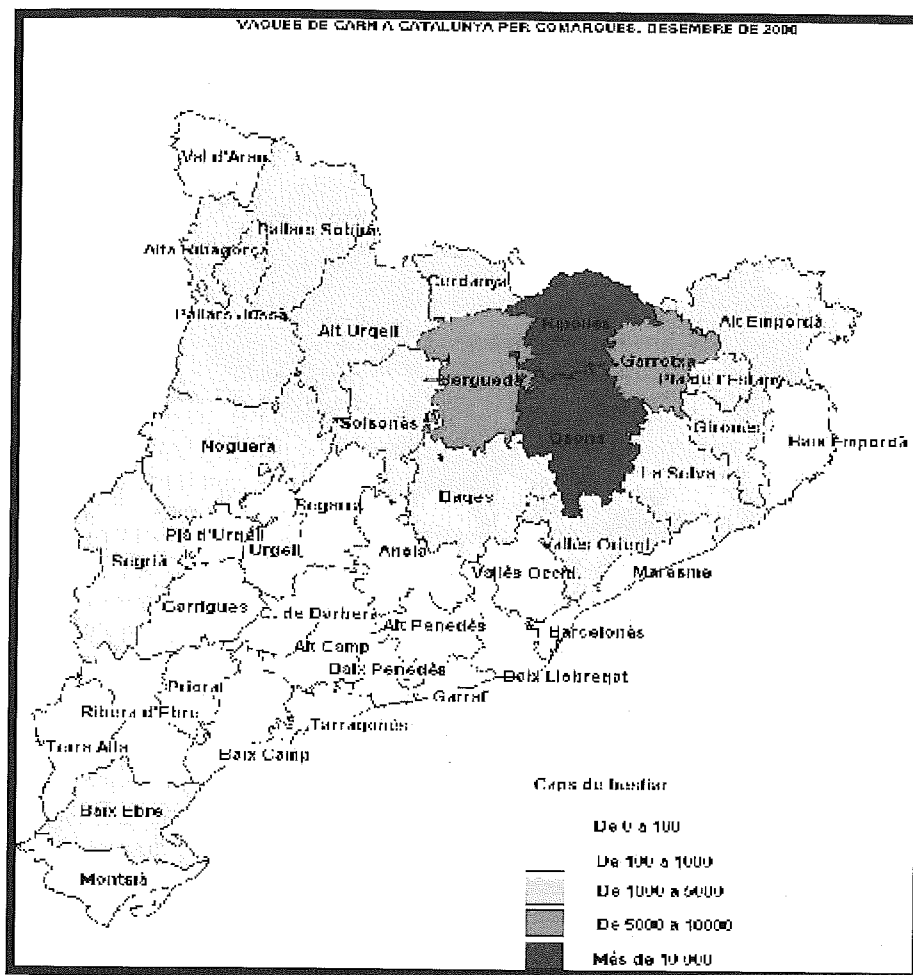 VAQUES DE CARN A CATALUNYA PER COMARQUES. DESEMBRE DE 2000
Val d'Aran
Pallars Sobirà
Alta Ribagorça
Cerdanya
Pallars Jussà
Ripollès
Alt Empordà
Alt Urgell
Garrotxa
Berguedà
Pla de l'Estany
Solsonès
Gironès
Noguera
Osona
Baix Empordà
La Selva
Bages
Segarra
Pla d'Urgell
Urgell
Anoia
Vallès Orient.
Segrià
Vallès Occid.
Maresme
Garrigues
C. de Barberà
Alt Penedès
Barcelonès
Alt Camp
Baix Penedès
Baix Llobregat
Priorat
Garraf
Ribera d'Ebre
Tarragonès
Terra Alta
Baix Camp
Baix Ebre
Montsià
Caps de bestiar
De 0 a 100
De 100 a 1000
De 1000 a 5000
De 5000 a 10000
Més de 10 000